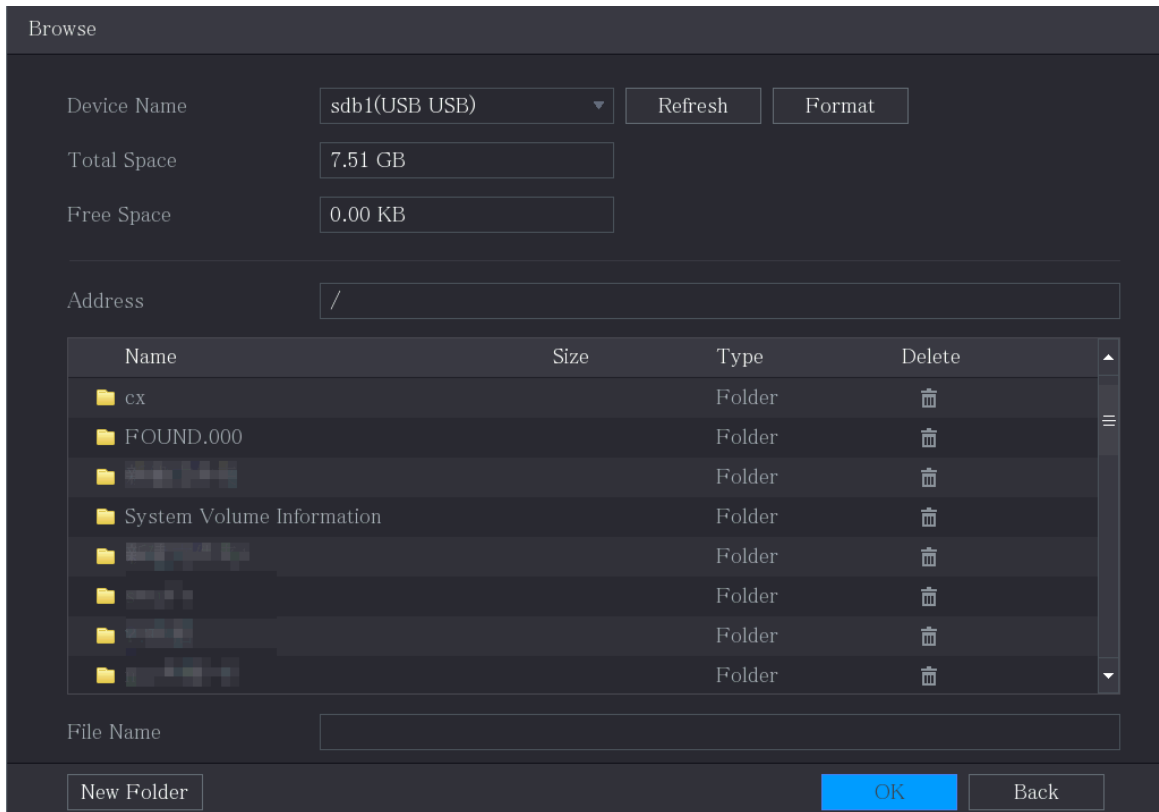 Browse
Device Name sdb1(USB USB) Refresh Format
Total Space 7.51 GB
Free Space 0.00 KB
Address /
Name Size Type Delete
cx Folder
FOUND.000 Folder
Folder
System Volume Information Folder
Folder
Folder
Folder
Folder
File Name
New Folder OK Back